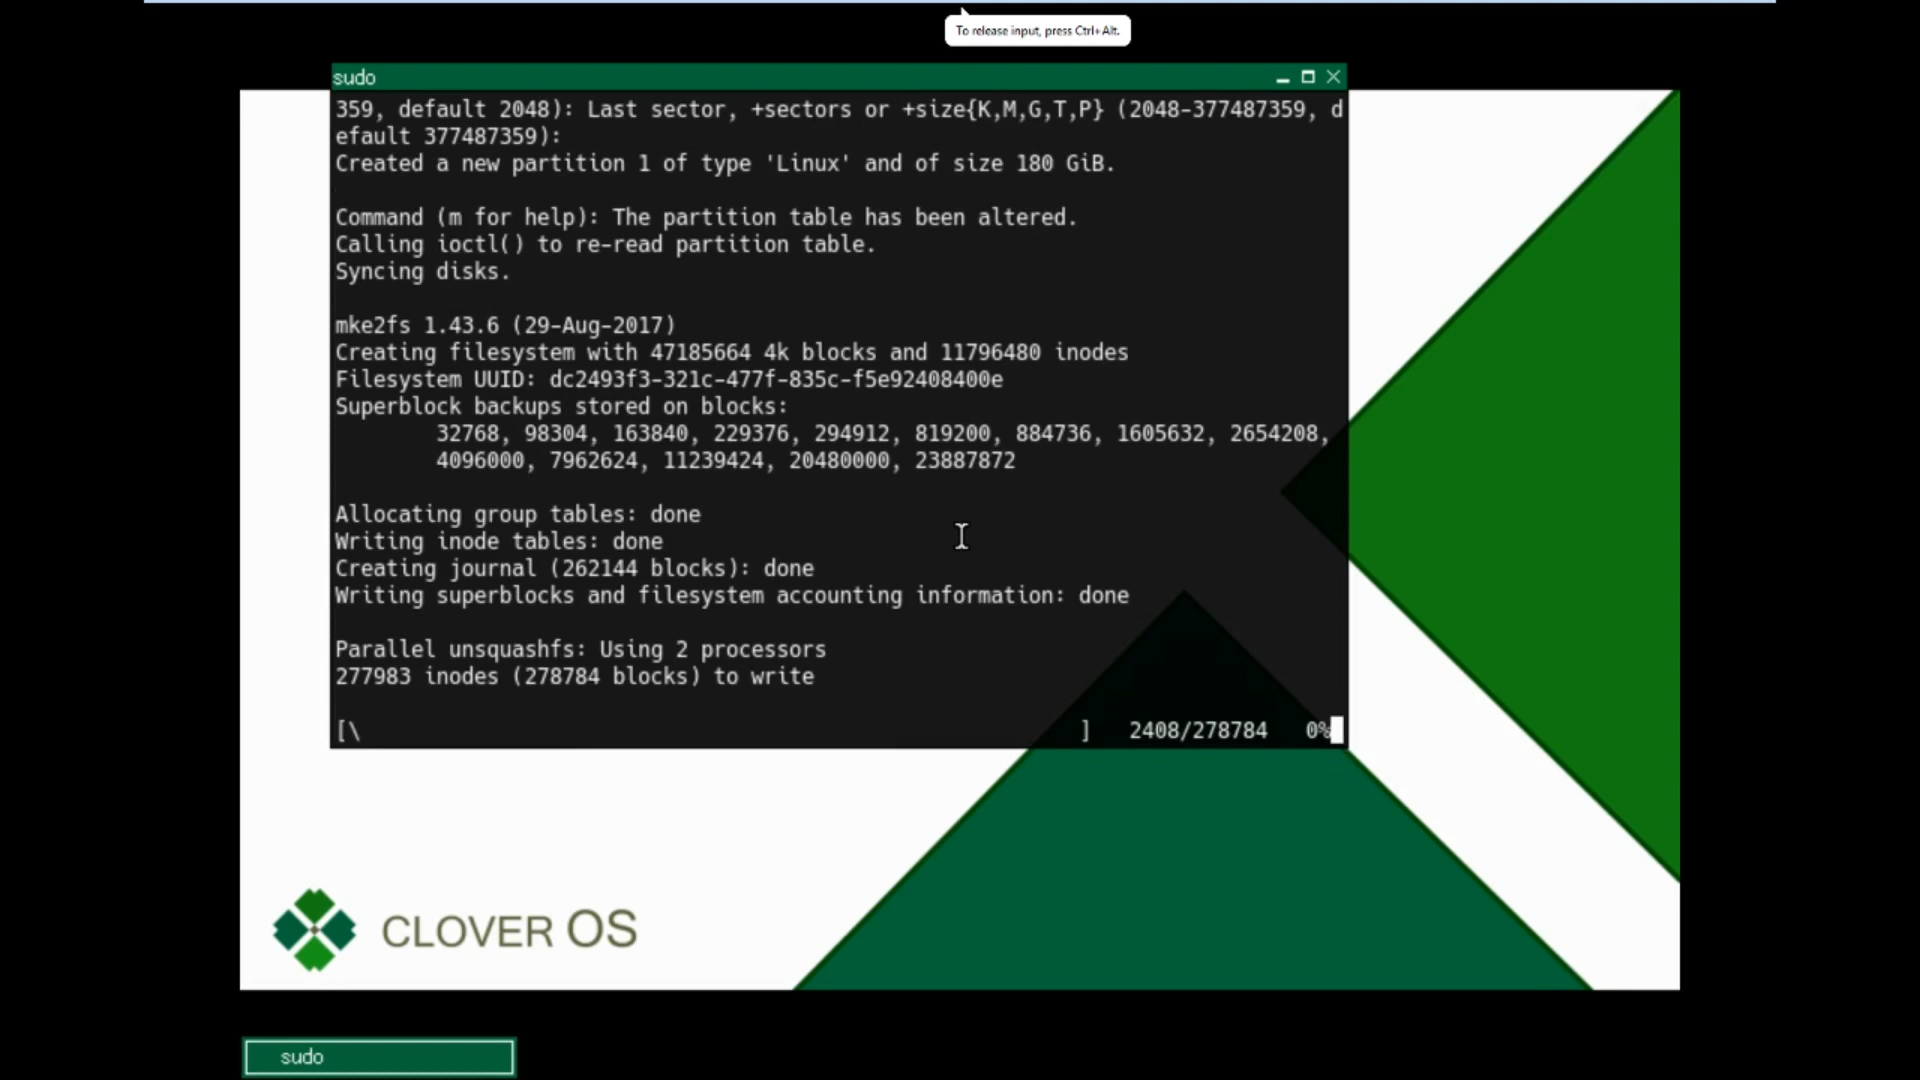 To release input, press Ctrl+Alt.
sudo
359, default 2048): Last sector, +sectors or +size{K,M,G,T,P} (2048-377487359, d
efault 377487359):
Created a new partition 1 of type 'Linux' and of size 180 GiB.
Command (m for help): The partition table has been altered.
Calling ioctl() to re-read partition table.
Syncing disks.
mke2fs 1.43.6 (29-Aug-2017)
Creating filesystem with 47185664 4k blocks and 11796480 inodes
Filesystem UUID: dc2493f3-321c-477f-835c-f5e92408400e
Superblock backups stored on blocks:
32768, 98304, 163840, 229376, 294912, 819200, 884736, 1605632, 2654208,
4096000, 7962624, 11239424, 20480000, 23887872
Allocating group tables: done
Writing inode tables: done
Creating journal (262144 blocks): done
Writing superblocks and filesystem accounting information: done
Parallel unsquashfs: Using 2 processors
277983 inodes (278784 blocks) to write
[\ ] 2408/278784 0%
CLOVER OS
sudo